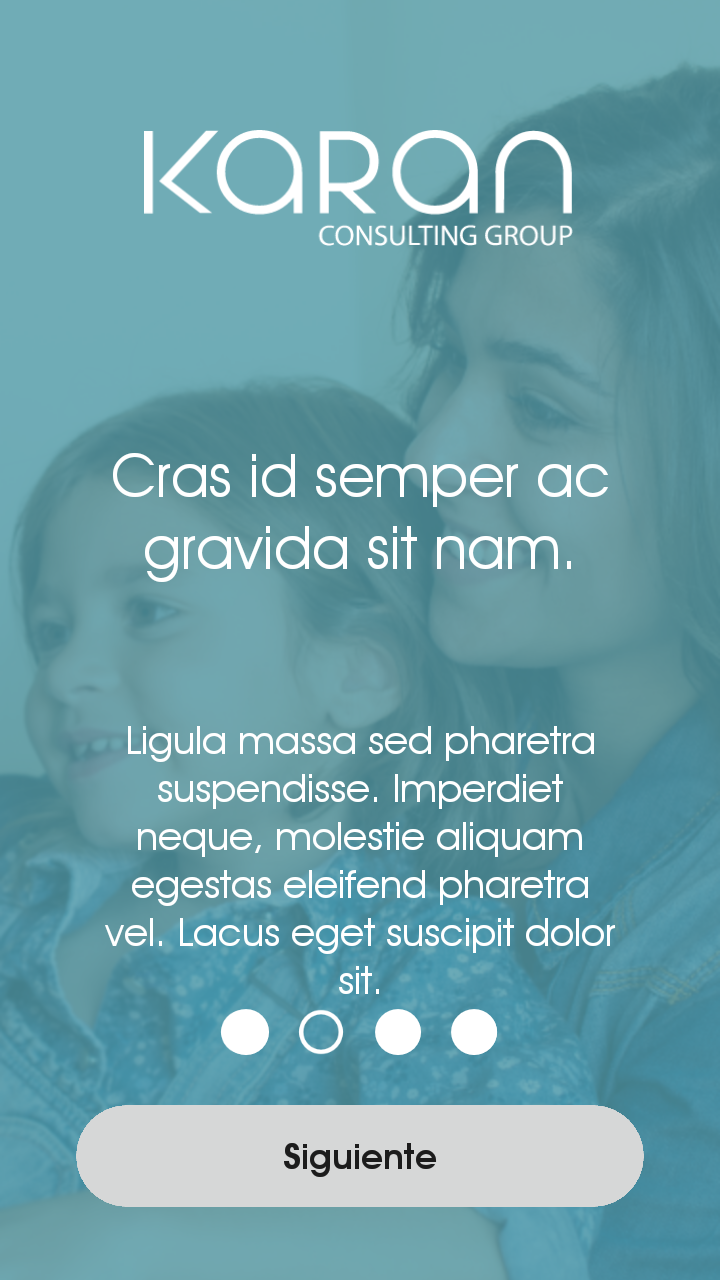 KARAN
CONSULTING GROUP
Cras id semper ac
gravida sit nam.
Ligula massa sed pharetra
suspendisse. Imperdiet
neque, molestie aliquam
egestas eleifend pharetra
vel. Lacus eget suscipit dolor
sit.
Siguiente